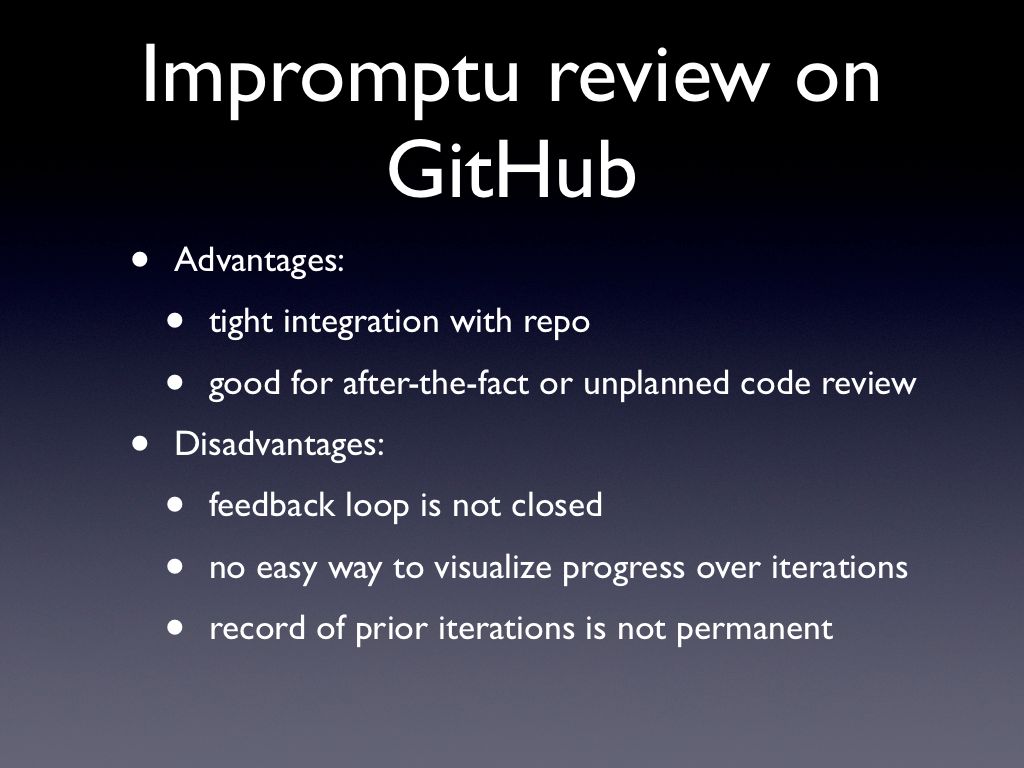 Impromptu review on
GitHub
• Advantages:
• tight integration with repo
• good for after-the-fact or unplanned code review
• Disadvantages:
• feedback loop is not closed
• no easy way to visualize progress over iterations
• record of prior iterations is not permanent